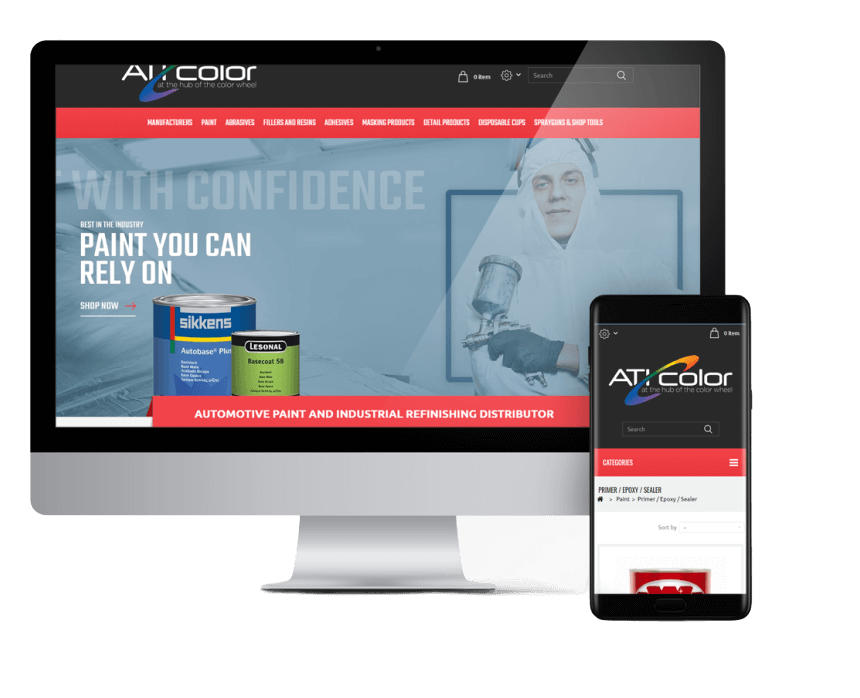 ATI COLOR
at the hub of the color wheel
0 item
Search
MANUFACTURERS PAINT ABRASIVES FILLERS AND RESINS ADHESIVES MASKING PRODUCTS DETAIL PRODUCTS DISPOSABLE CUPS SPRAYGUNS & SHOP TOOLS
WITH CONFIDENCE
BEST IN THE INDUSTRY
PAINT YOU CAN
RELY ON
SHOP NOW
sikkens
Autobase® Plus
LESONAL
Basecoat SB
AUTOMOTIVE PAINT AND INDUSTRIAL REFINISHING DISTRIBUTOR
0 item
ATI COLOR
at the hub of the color wheel
Search
CATEGORIES
PRIMER / EPOXY / SEALER
> Paint > Primer / Epoxy / Sealer
Sort by --